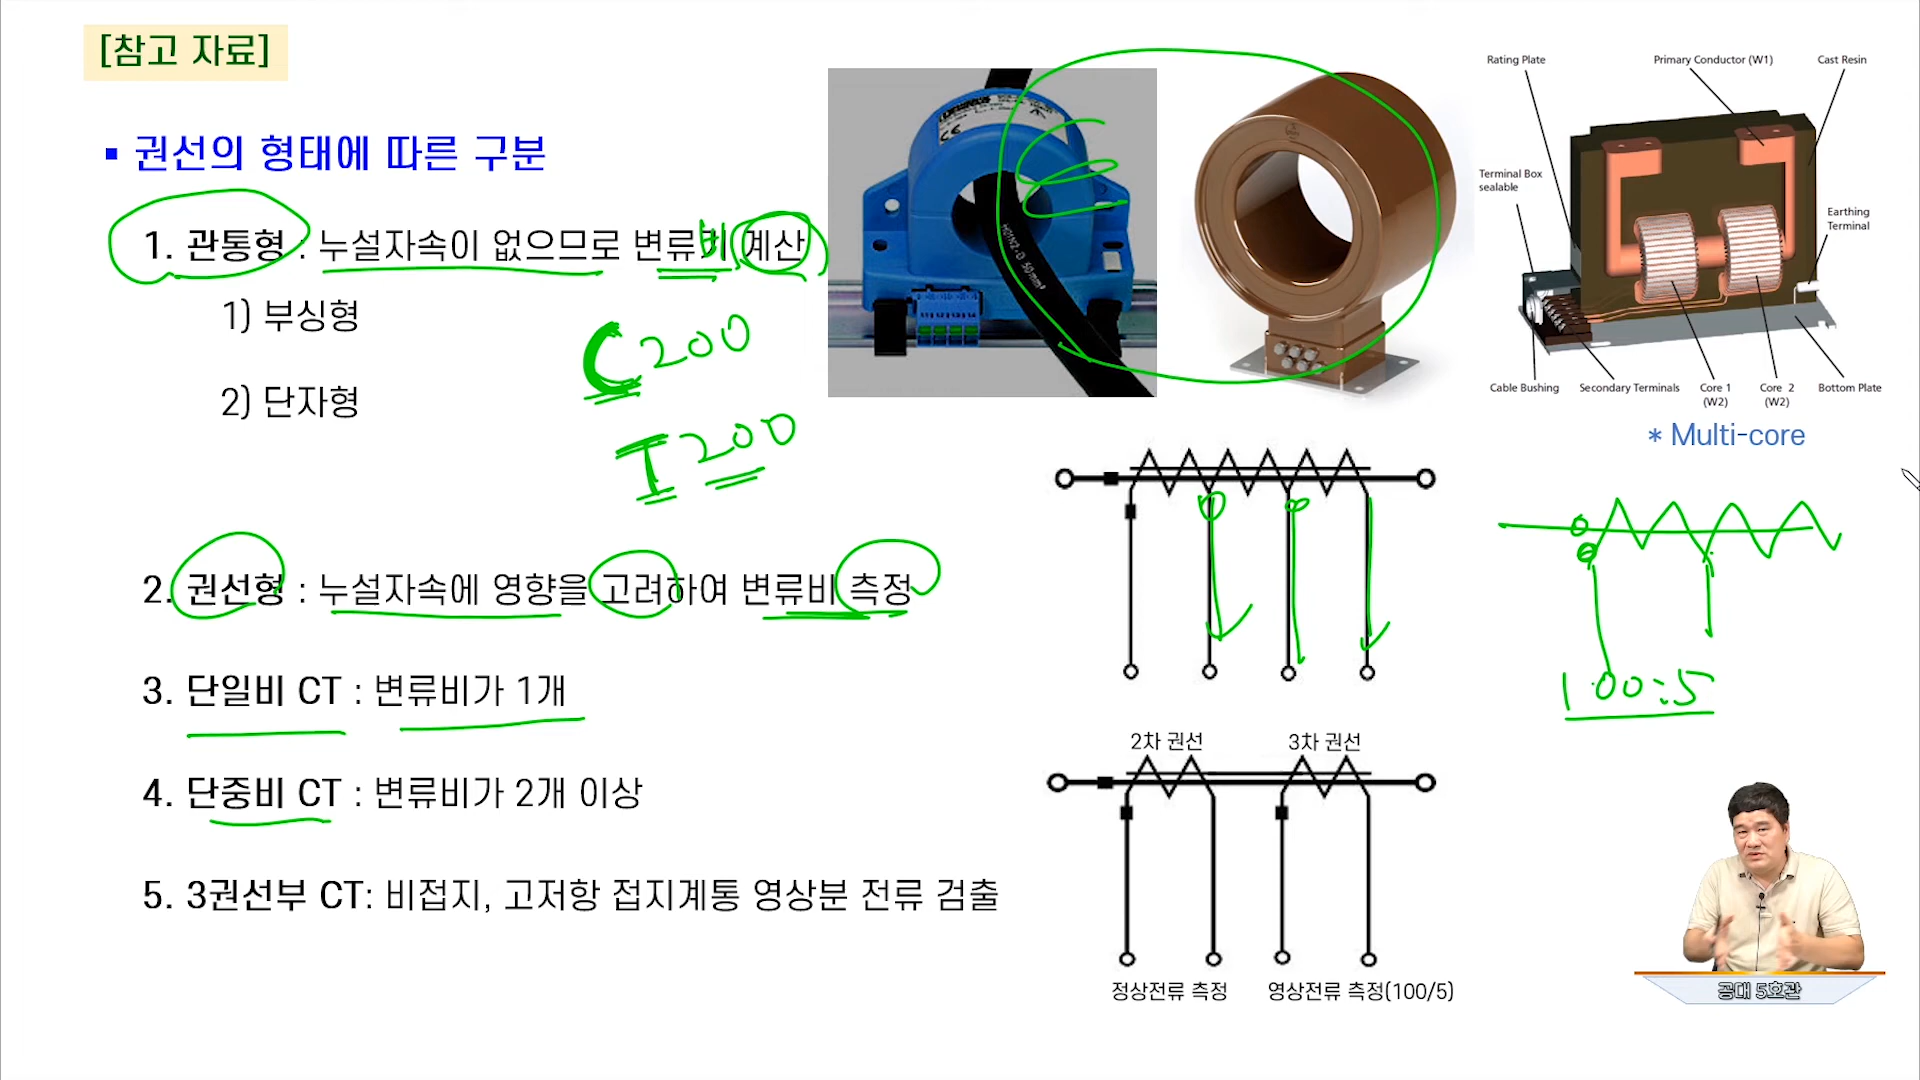 [참고 자료]
▪ 권선의 형태에 따른 구분
1. 관통형 : 누설자속이 없으므로 변류비 계산
1) 부싱형
2) 단자형
C200
T200
2. 권선형 : 누설자속에 영향을 고려하여 변류비 측정
3. 단일비 CT : 변류비가 1개
4. 단중비 CT : 변류비가 2개 이상
5. 3권선부 CT: 비접지, 고저항 접지계통 영상분 전류 검출
Rating Plate
Primary Conductor (W1)
Cast Resin
Terminal Box
sealable
Earthing
Terminal
Cable Bushing
Secondary Terminals
Core 1
(W2)
Core 2
(W2)
Bottom Plate
* Multi-core
100:5
2차 권선
3차 권선
정상전류 측정
영상전류 측정(100/5)
공대 5호관